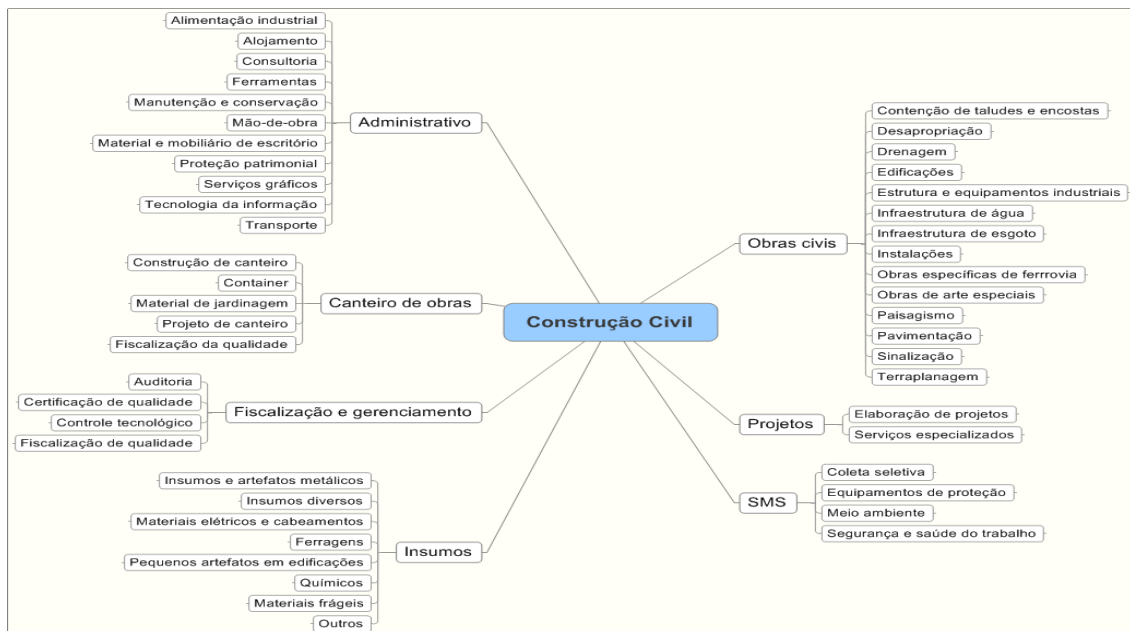 Alimentação industrial
Alojamento
Consultoria
Ferramentas
Manutenção e conservação
Mão-de-obra
Material e mobiliário de escritório
Proteção patrimonial
Serviços gráficos
Tecnologia da informação
Transporte
Administrativo
Construção de canteiro
Container
Material de jardinagem
Projeto de canteiro
Fiscalização da qualidade
Canteiro de obras
Auditoria
Certificação de qualidade
Controle tecnológico
Fiscalização de qualidade
Fiscalização e gerenciamento
Insumos e artefatos metálicos
Insumos diversos
Materiais elétricos e cabeamentos
Ferragens
Pequenos artefatos em edificações
Químicos
Materiais frágeis
Outros
Insumos
Construção Civil
Obras civis
Contenção de taludes e encostas
Desapropriação
Drenagem
Edificações
Estrutura e equipamentos industriais
Infraestrutura de água
Infraestrutura de esgoto
Instalações
Obras específicas de ferrrovia
Obras de arte especiais
Paisagismo
Pavimentação
Sinalização
Terraplanagem
Projetos
Elaboração de projetos
Serviços especializados
SMS
Coleta seletiva
Equipamentos de proteção
Meio ambiente
Segurança e saúde do trabalho